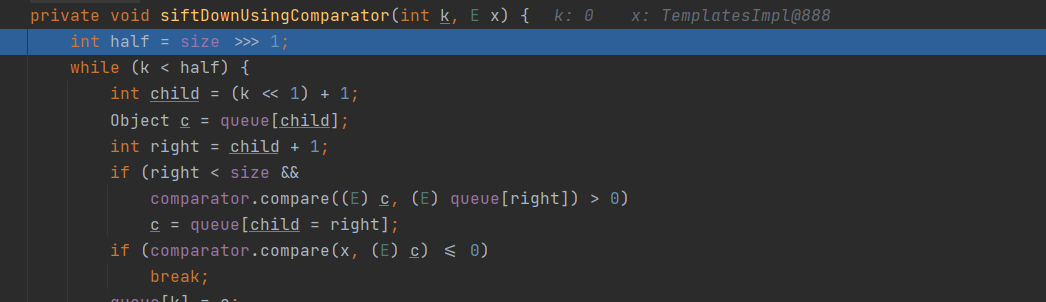 private void siftDownUsingComparator(int k, E x) {   k: 0    x: TemplatesImpl@888
    int half = size >>> 1;
    while (k < half) {
        int child = (k << 1) + 1;
        Object c = queue[child];
        int right = child + 1;
        if (right < size &&
            comparator.compare((E) c, (E) queue[right]) > 0)
            c = queue[child = right];
        if (comparator.compare(x, (E) c) <= 0)
            break;
        queue[k] = c;